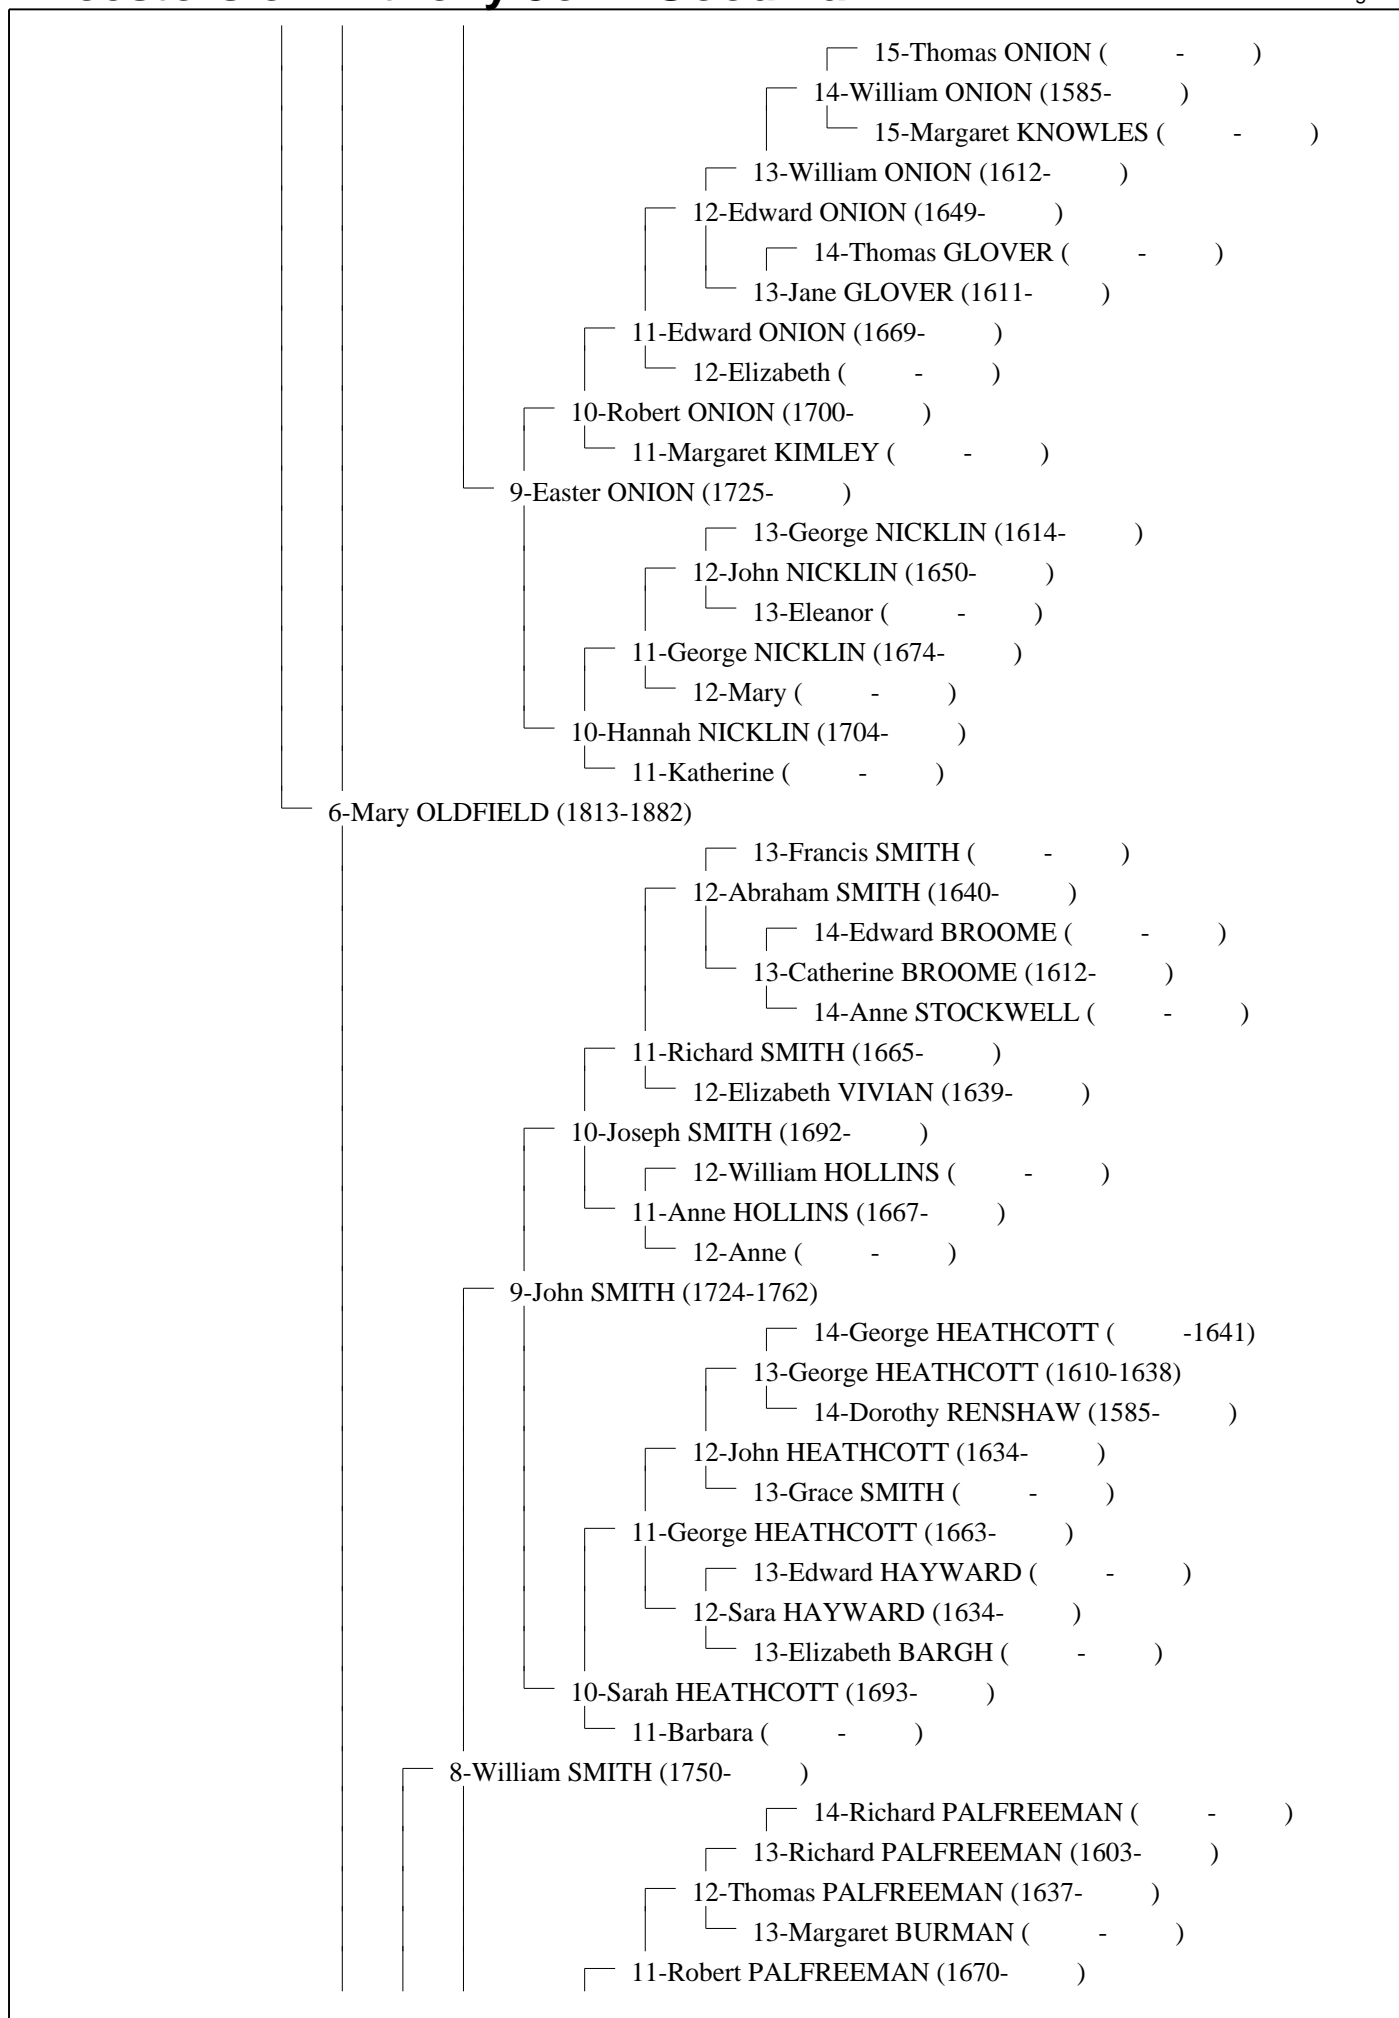 15-Thomas ONION ( - )
14-William ONION (1585- )
15-Margaret KNOWLES ( - )
13-William ONION (1612- )
12-Edward ONION (1649- )
14-Thomas GLOVER ( - )
13-Jane GLOVER (1611- )
11-Edward ONION (1669- )
12-Elizabeth ( - )
10-Robert ONION (1700- )
11-Margaret KIMLEY ( - )
9-Easter ONION (1725- )
13-George NICKLIN (1614- )
12-John NICKLIN (1650- )
13-Eleanor ( - )
11-George NICKLIN (1674- )
12-Mary ( - )
10-Hannah NICKLIN (1704- )
11-Katherine ( - )
6-Mary OLDFIELD (1813-1882)
13-Francis SMITH ( - )
12-Abraham SMITH (1640- )
14-Edward BROOME ( - )
13-Catherine BROOME (1612- )
14-Anne STOCKWELL ( - )
11-Richard SMITH (1665- )
12-Elizabeth VIVIAN (1639- )
10-Joseph SMITH (1692- )
12-William HOLLINS ( - )
11-Anne HOLLINS (1667- )
12-Anne ( - )
9-John SMITH (1724-1762)
14-George HEATHCOTT ( -1641)
13-George HEATHCOTT (1610-1638)
14-Dorothy RENSHAW (1585- )
12-John HEATHCOTT (1634- )
13-Grace SMITH ( - )
11-George HEATHCOTT (1663- )
13-Edward HAYWARD ( - )
12-Sara HAYWARD (1634- )
13-Elizabeth BARGH ( - )
10-Sarah HEATHCOTT (1693- )
11-Barbara ( - )
8-William SMITH (1750- )
14-Richard PALFREEMAN ( - )
13-Richard PALFREEMAN (1603- )
12-Thomas PALFREEMAN (1637- )
13-Margaret BURMAN ( - )
11-Robert PALFREEMAN (1670- )